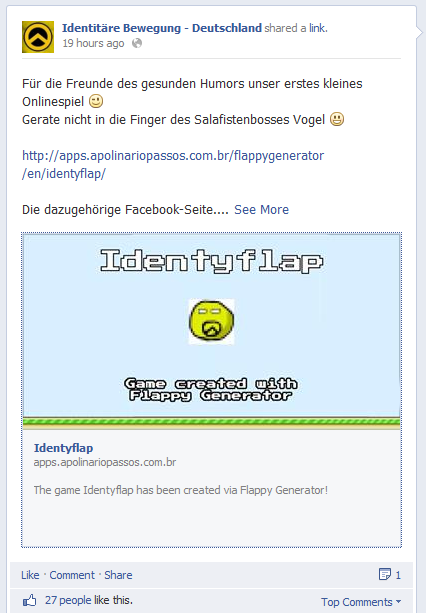 Identitäre Bewegung - Deutschland shared a link.
19 hours ago
Für die Freunde des gesunden Humors unser erstes kleines
Onlinespiel
Gerate nicht in die Finger des Salafistenbosses Vogel
http://apps.apolinariopassos.com.br/flappygenerator
/en/identyflap/
Die dazugehörige Facebook-Seite.... See More
Identyflap
Game created with
Flappy Generator
Identyflap
apps.apolinariopassos.com.br
The game Identyflap has been created via Flappy Generator!
Like · Comment · Share 1
27 people like this. Top Comments